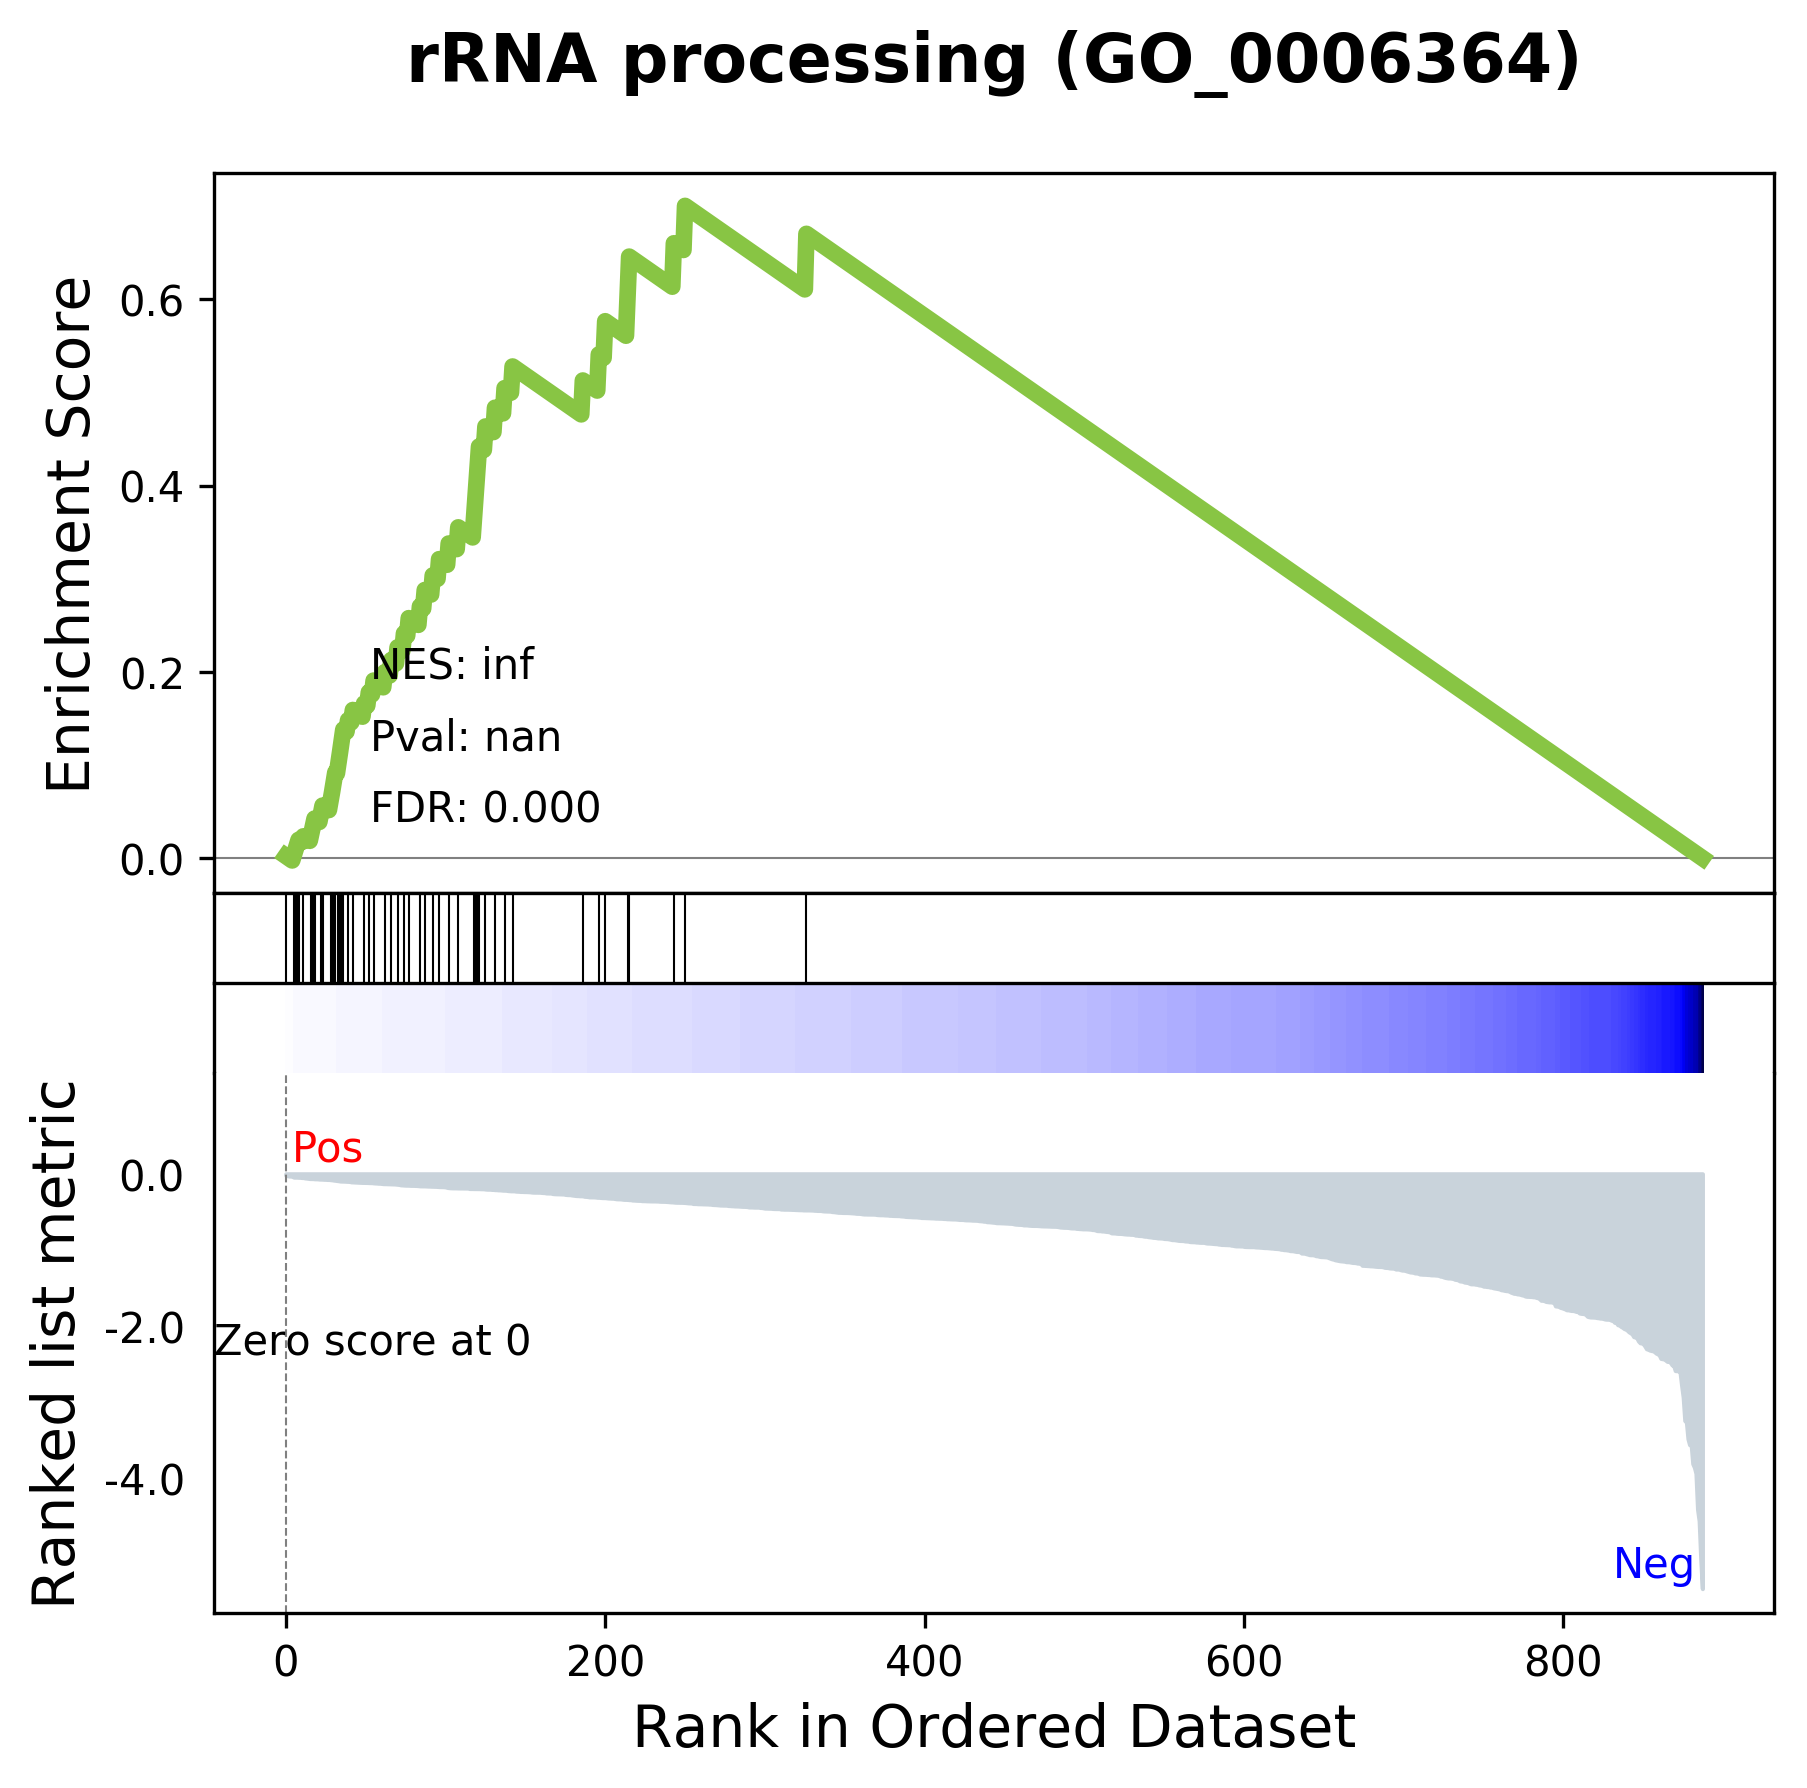 rRNA processing (GO_0006364)
Enrichment Score
0.6
0.4
0.2
0.0
NES: inf
Pval: nan
FDR: 0.000
Ranked list metric
0.0
-2.0
-4.0
Pos
Zero score at 0
Neg
0 200 400 600 800
Rank in Ordered Dataset